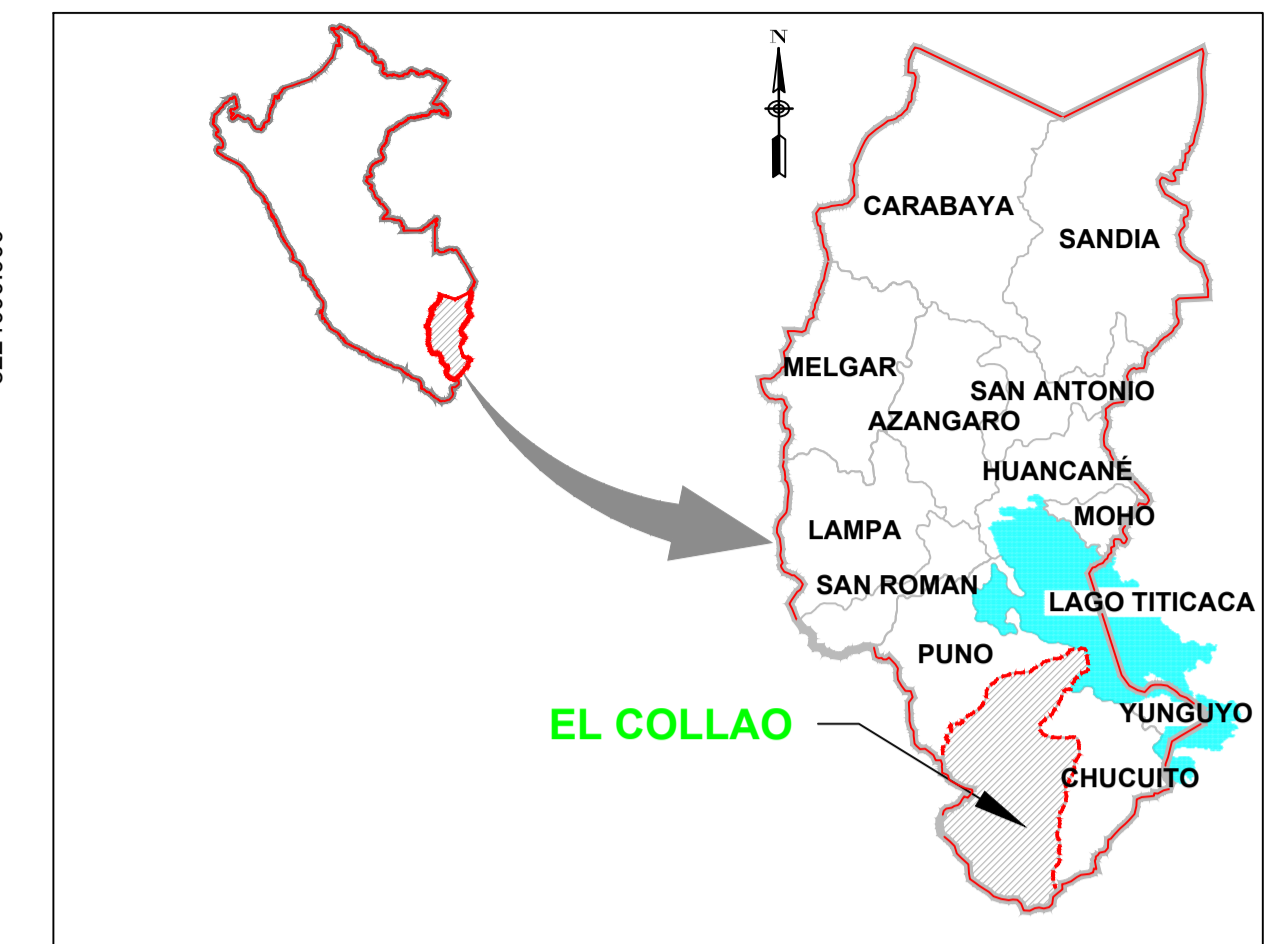 N
CARABAYA
SANDIA
MELGAR
SAN ANTONIO
AZANGARO
HUANCANÉ
MOHO
LAMPA
SAN ROMAN
LAGO TITICACA
PUNO
YUNGUYO
EL COLLAO
CHUCUITO